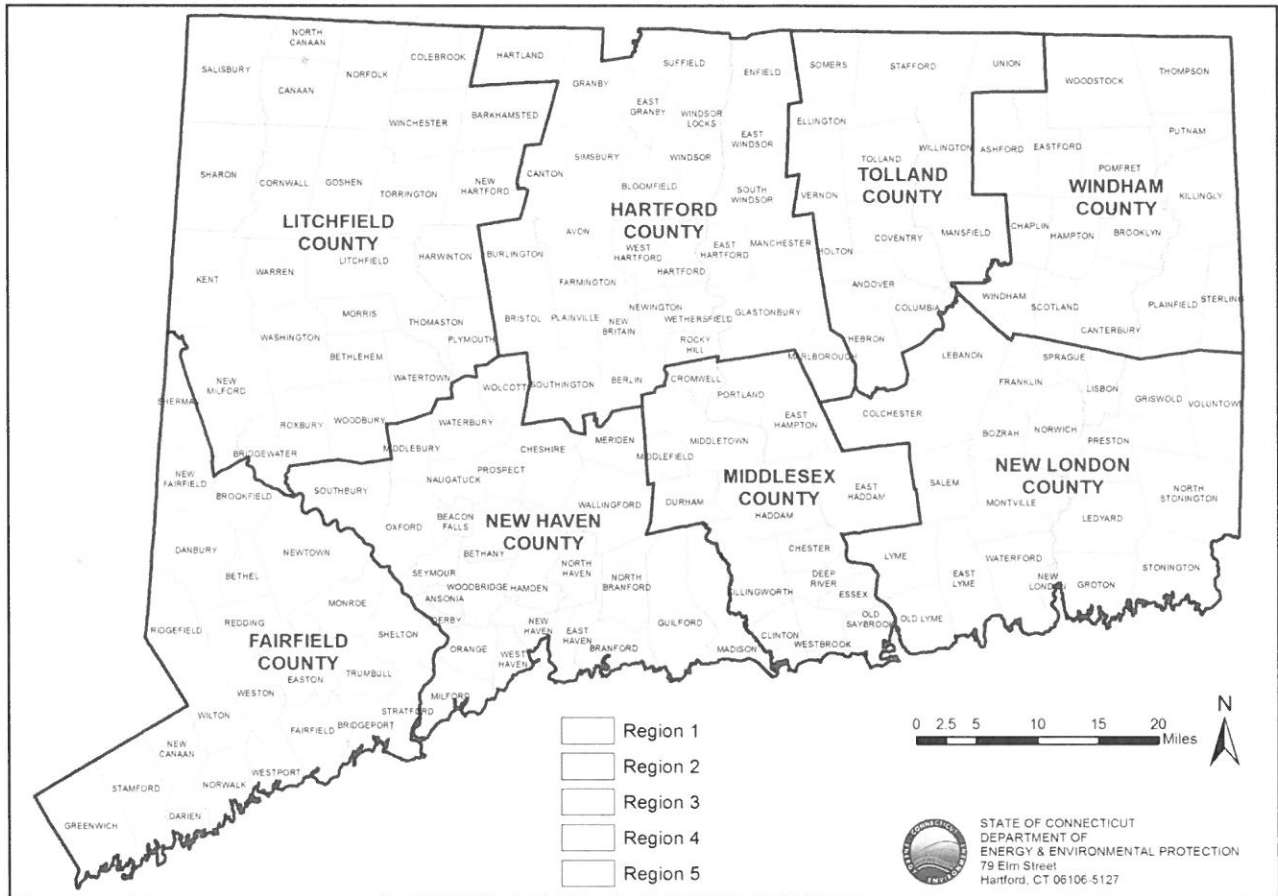 NORTH
CANAAN
COLEBROOK
HARTLAND
SUFFIELD
SOMERS
STAFFORD
UNION
SALISBURY
NORFOLK
GRANBY
ENFIELD
WOODSTOCK
THOMPSON
CANAAN
EAST
GRANBY
WINDSOR
LOCKS
BARKHAMSTED
WINCHESTER
ELLINGTON
EAST
WINDSOR
PUTNAM
SIMSBURY
WINDSOR
WILLINGTON
ASHFORD
EASTFORD
TOLLAND
POMFRET
SHARON
CORNWALL
GOSHEN
TORRINGTON
NEW
HARTFORD
CANTON
BLOOMFIELD
SOUTH
WINDSOR
VERNON
TOLLAND
COUNTY
WINDHAM
COUNTY
KILLINGLY
LITCHFIELD
COUNTY
HARTFORD
COUNTY
AVON
WEST
HARTFORD
EAST
HARTFORD
MANCHESTER
COVENTRY
MANSFIELD
CHAPLIN
HAMPTON
BROOKLYN
KENT
WARREN
LITCHFIELD
HARWINTON
BURLINGTON
HARTFORD
HOLTON
FARMINGTON
ANDOVER
COLUMBIA
WINDHAM
SCOTLAND
PLAINFIELD
STERLING
CANTERBURY
MORRIS
THOMASTON
BRISTOL
PLAINVILLE
NEW
BRITAIN
NEWINGTON
WETHERSFIELD
GLASTONBURY
ROCKY
HILL
WASHINGTON
BETHLEHEM
PLYMOUTH
MARLBOROUGH
HEBRON
LEBANON
SPRAGUE
NEW
MILFORD
SHERMAN
WATERTOWN
WOLCOTT
SOUTHINGTON
BERLIN
CROMWELL
PORTLAND
FRANKLIN
LISBON
GRISWOLD
VOLUNTOWN
ROXBURY
WOODBURY
WATERBURY
EAST
HAMPTON
COLCHESTER
BRIDGEWATER
MIDDLEBURY
CHESHIRE
MERIDEN
MIDDLEFIELD
MIDDLETOWN
BOZRAH
NORWICH
PRESTON
NEW
FAIRFIELD
BROOKFIELD
SOUTHBURY
NAUGATUCK
PROSPECT
MIDDLESEX
COUNTY
EAST
HADDAM
SALEM
NEW LONDON
COUNTY
NORTH
STONINGTON
MONTVILLE
WALLINGFORD
DURHAM
HADDAM
OXFORD
BEACON
FALLS
NEW HAVEN
COUNTY
LEDYARD
DANBURY
NEWTOWN
BETHANY
NORTH
HAVEN
CHESTER
LYME
WATERFORD
STONINGTON
BETHEL
SEYMOUR
WOODBRIDGE
HAMDEN
NORTH
BRANFORD
DEEP
RIVER
ESSEX
EAST
LYME
NEW
LONDON
GROTON
MONROE
ANSONIA
DERBY
ILLINGWORTH
RIDGEFIELD
REDDING
SHELTON
NEW
HAVEN
EAST
HAVEN
GUILFORD
OLD
SAYBROOK
OLD LYME
CLINTON
WESTBROOK
FAIRFIELD
COUNTY
ORANGE
WEST
HAVEN
BRANFORD
MADISON
EASTON
TRUMBULL
WESTON
MILFORD
STRATFORD
WILTON
FAIRFIELD
BRIDGEPORT
NEW
CANAAN
WESTPORT
STAMFORD
NORWALK
DARIEN
GREENWICH
Region 1
Region 2
Region 3
Region 4
Region 5
0 2.5 5 10 15 20
Miles
N
STATE OF CONNECTICUT
DEPARTMENT OF
ENERGY & ENVIRONMENTAL PROTECTION
79 Elm Street
Hartford, CT 06106-5127